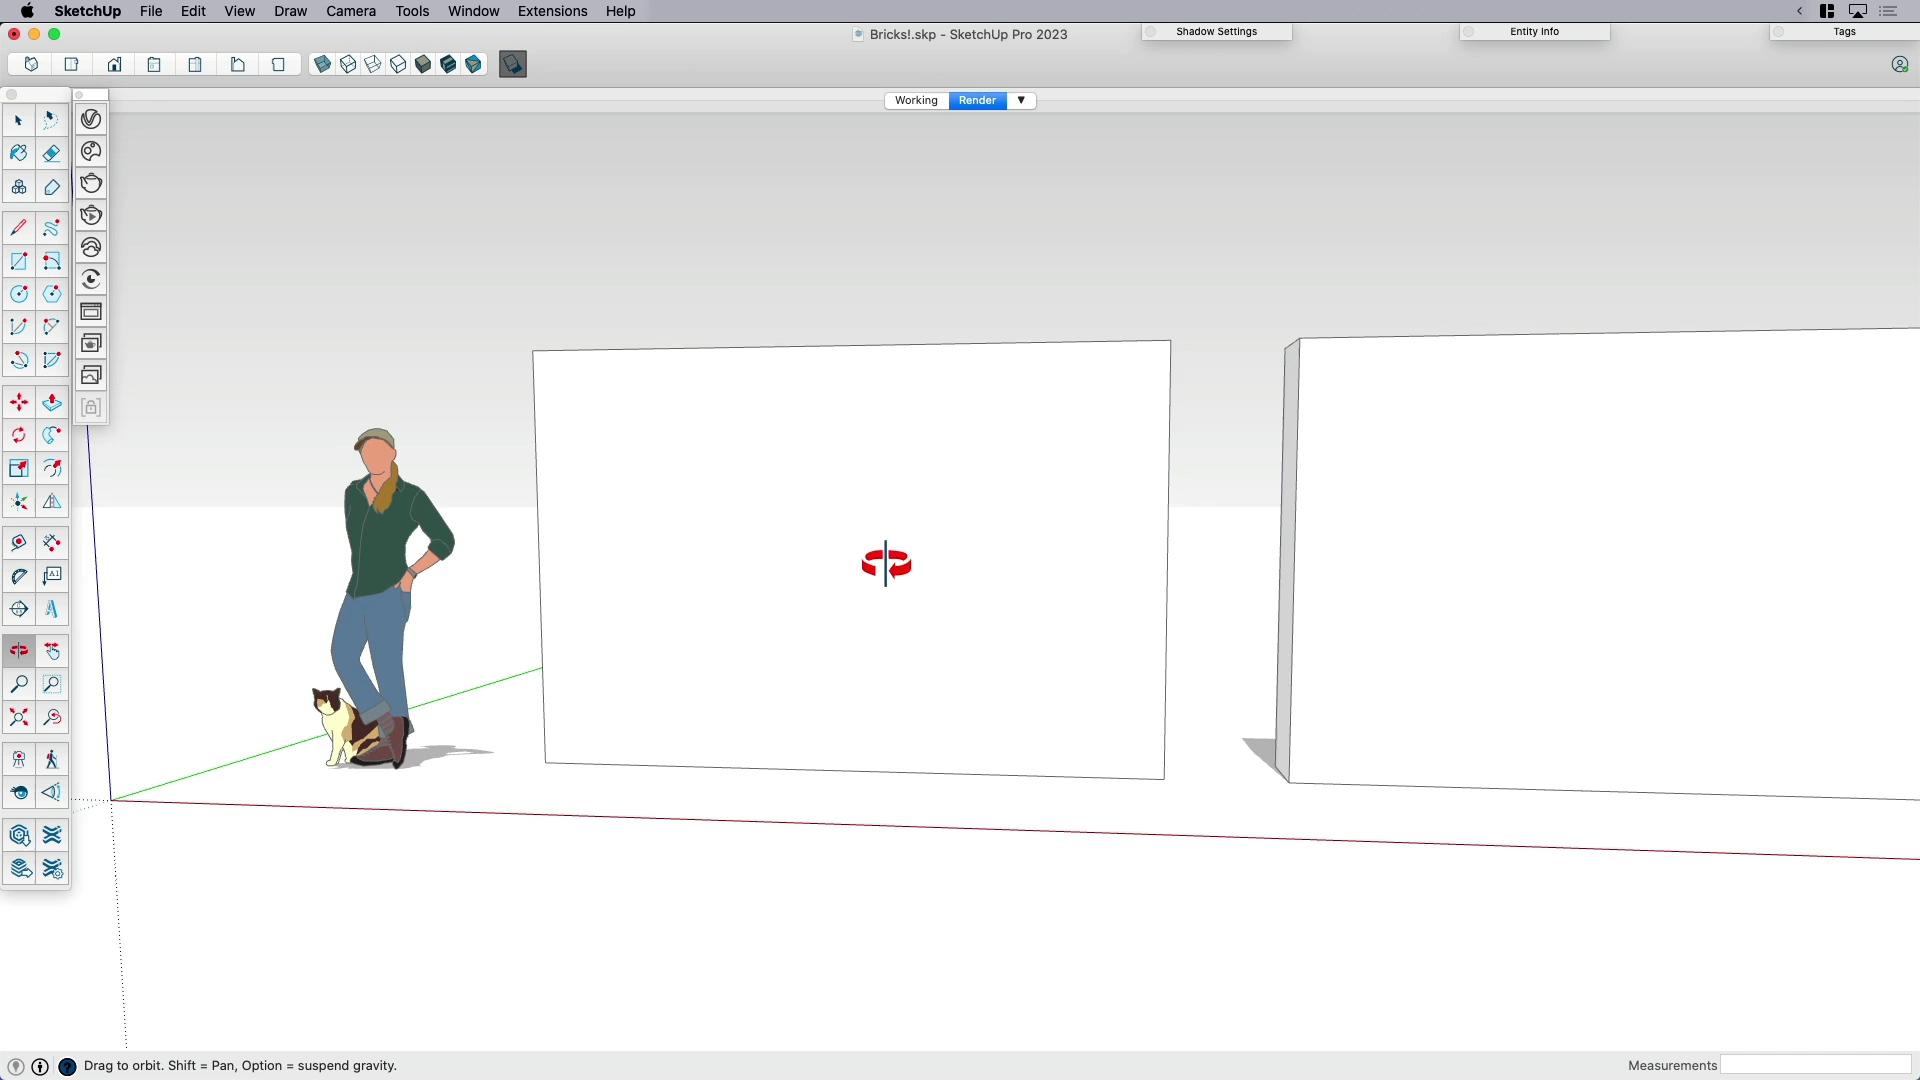 SketchUp File Edit View Draw Camera Tools Window Extensions Help
Bricks!.skp - SketchUp Pro 2023
Shadow Settings
Entity Info
Tags
Working Render
A1
Drag to orbit. Shift = Pan, Option = suspend gravity.
Measurements